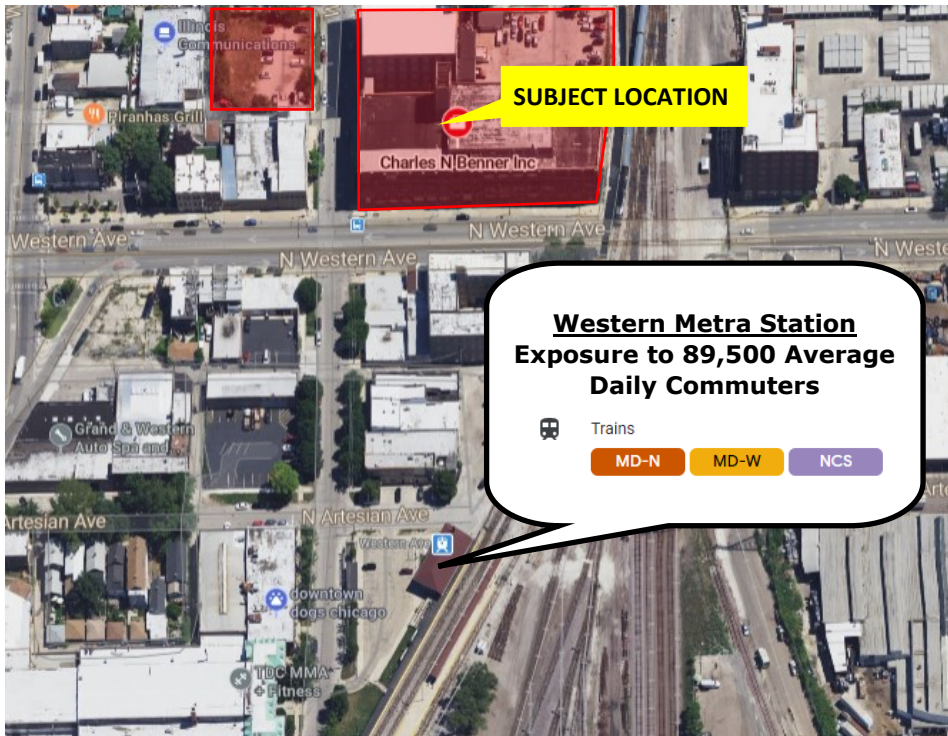 Illinois
Communications
SUBJECT LOCATION
Piranhas Grill
Charles N Benner Inc
Western Ave
N Western Ave
N Western Ave
N Weste
Western Metra Station
Exposure to 89,500 Average
Daily Commuters
Trains
MD-N MD-W NCS
Grand & Western
Auto Spa and
Artesian Ave
N Artesian Ave
Arte
Western Ave
downtown
dogs chicago
TDC MMA
+ Fitness